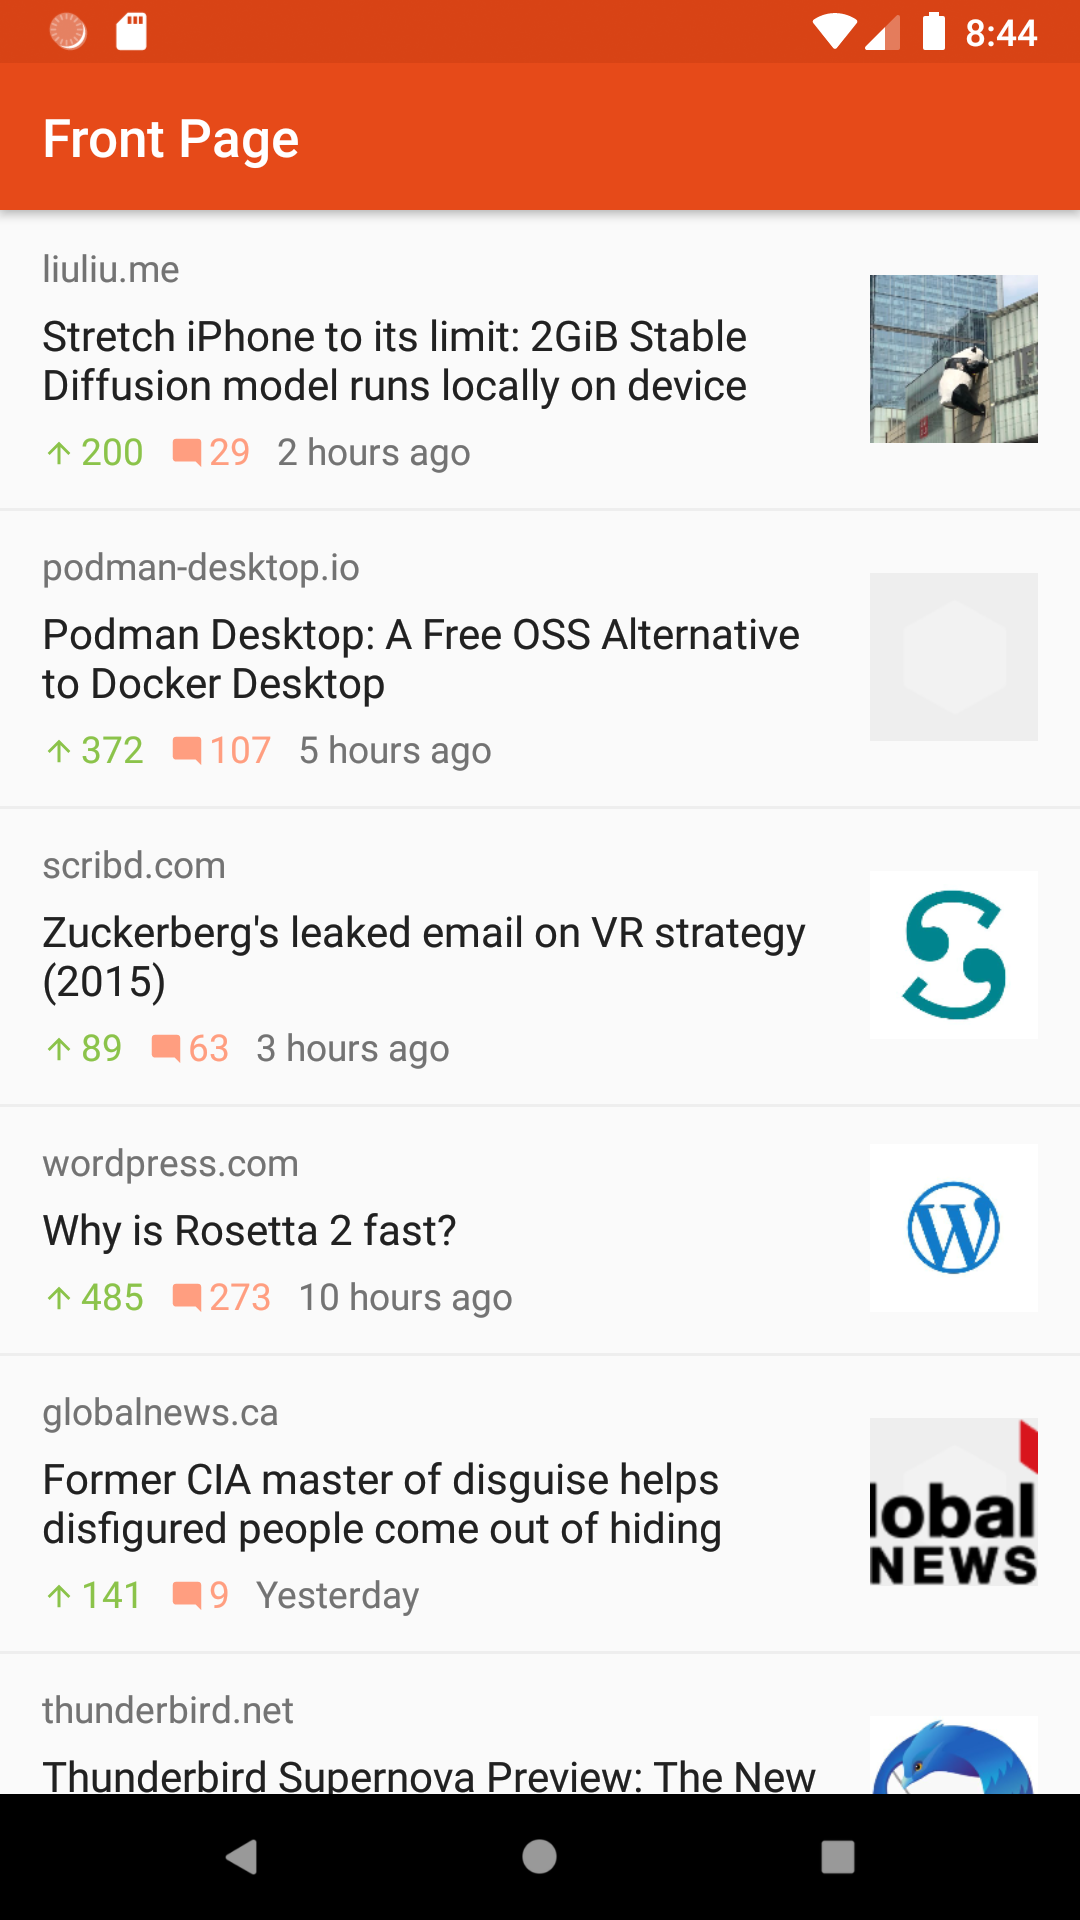 8:44
Front Page
liuliu.me
Stretch iPhone to its limit: 2GiB Stable
Diffusion model runs locally on device
200 29 2 hours ago
podman-desktop.io
Podman Desktop: A Free OSS Alternative
to Docker Desktop
372 107 5 hours ago
scribd.com
Zuckerberg's leaked email on VR strategy
(2015)
89 63 3 hours ago
wordpress.com
Why is Rosetta 2 fast?
485 273 10 hours ago
W
globalnews.ca
Former CIA master of disguise helps
disfigured people come out of hiding
141 9 Yesterday
lobal
NEWS
thunderbird.net
Thunderbird Supernova Preview: The New